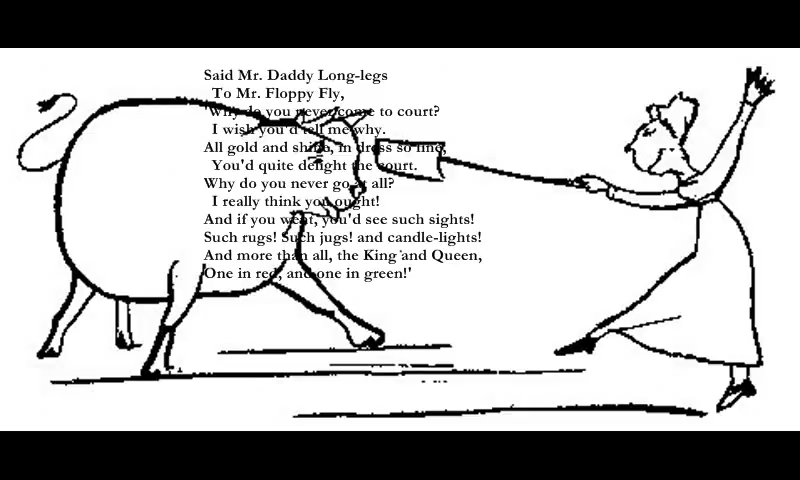 Said Mr. Daddy Long-legs
To Mr. Floppy Fly,
'Why do you never come to court?
I wish you'd tell me why.
All gold and shine, in dress so fine,
You'd quite delight the court.
Why do you never go at all?
I really think you ought!
And if you went, you'd see such sights!
Such rugs! Such jugs! and candle-lights!
And more than all, the King and Queen,
One in red, and one in green!'